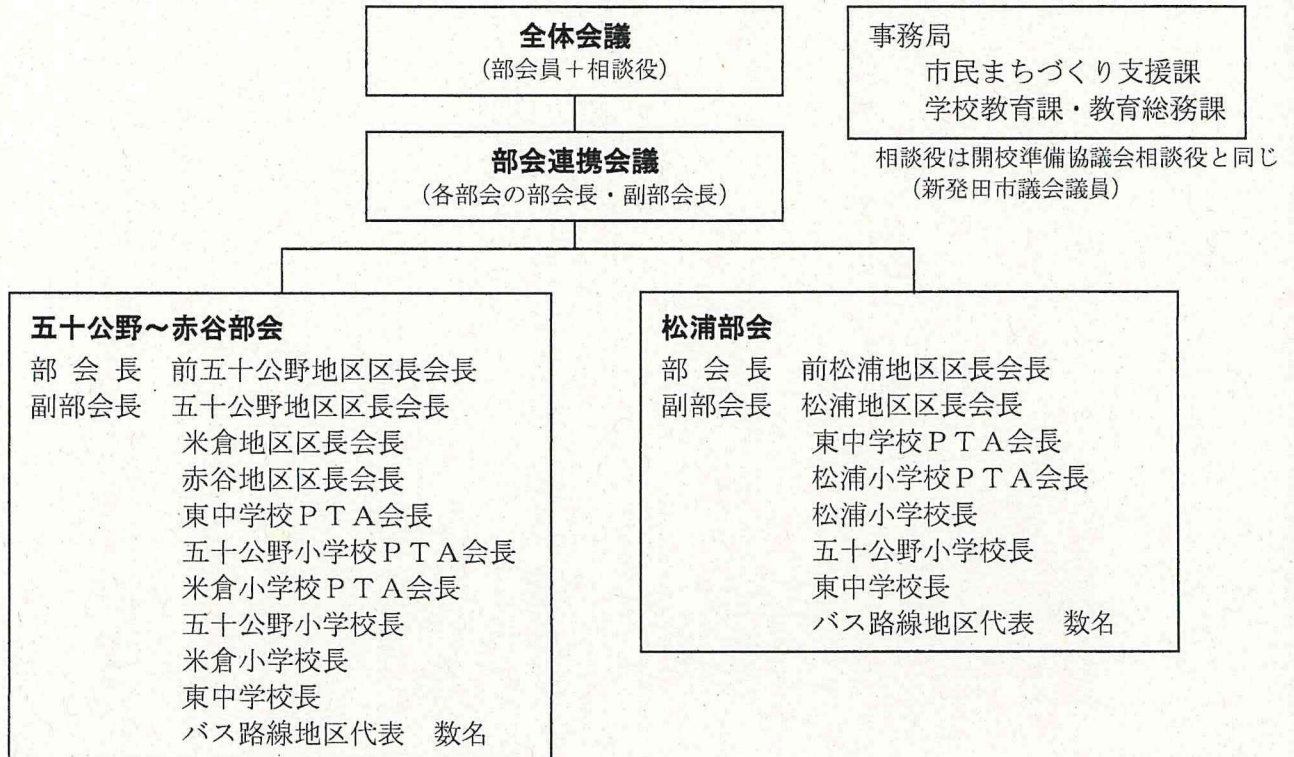 全体会議
(部会員＋相談役)
事務局
市民まちづくり支援課
学校教育課・教育総務課
部会連携会議
(各部会の部会長・副部会長)
相談役は開校準備協議会相談役と同じ
(新発田市議会議員)
五十公野～赤谷部会
部 会 長　前五十公野地区区長会長
副部会長　五十公野地区区長会長
米倉地区区長会長
赤谷地区区長会長
東中学校ＰＴＡ会長
五十公野小学校ＰＴＡ会長
米倉小学校ＰＴＡ会長
五十公野小学校長
米倉小学校長
東中学校長
バス路線地区代表　数名
松浦部会
部 会 長　前松浦地区区長会長
副部会長　松浦地区区長会長
東中学校ＰＴＡ会長
松浦小学校ＰＴＡ会長
松浦小学校長
五十公野小学校長
東中学校長
バス路線地区代表　数名